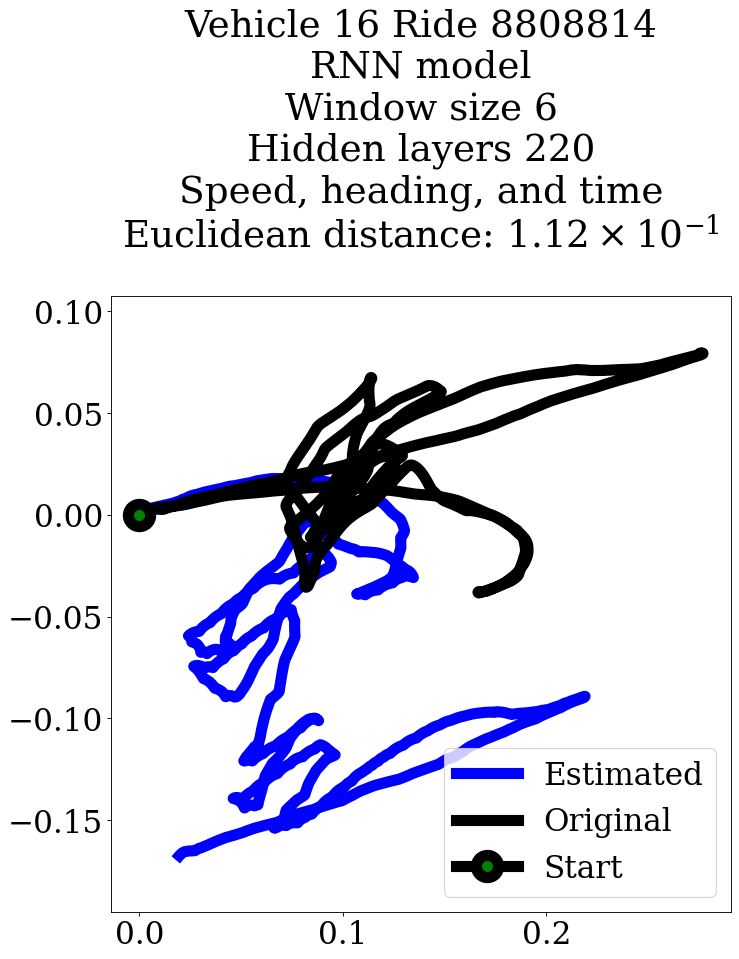 Vehicle 16 Ride 8808814
RNN model
Window size 6
Hidden layers 220
Speed, heading, and time
Euclidean distance: 1.12 × 10⁻¹
0.10
0.05
0.00
−0.05
−0.10
−0.15
0.0 0.1 0.2
Estimated
Original
Start